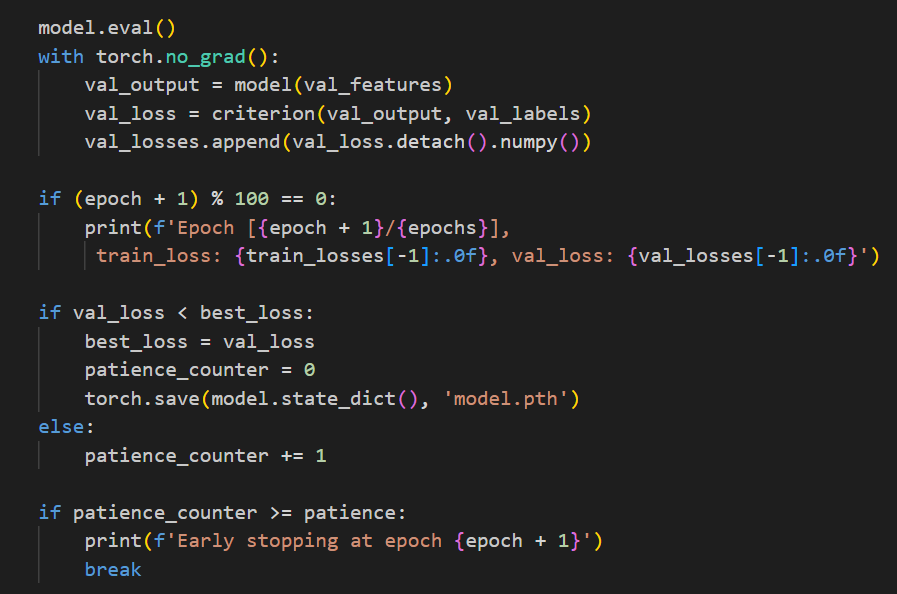 model.eval()
with torch.no_grad():
    val_output = model(val_features)
    val_loss = criterion(val_output, val_labels)
    val_losses.append(val_loss.detach().numpy())

if (epoch + 1) % 100 == 0:
    print(f'Epoch [{epoch + 1}/{epochs}],
     train_loss: {train_losses[-1]:.0f}, val_loss: {val_losses[-1]:.0f}')

if val_loss < best_loss:
    best_loss = val_loss
    patience_counter = 0
    torch.save(model.state_dict(), 'model.pth')
else:
    patience_counter += 1

if patience_counter >= patience:
    print(f'Early stopping at epoch {epoch + 1}')
    break